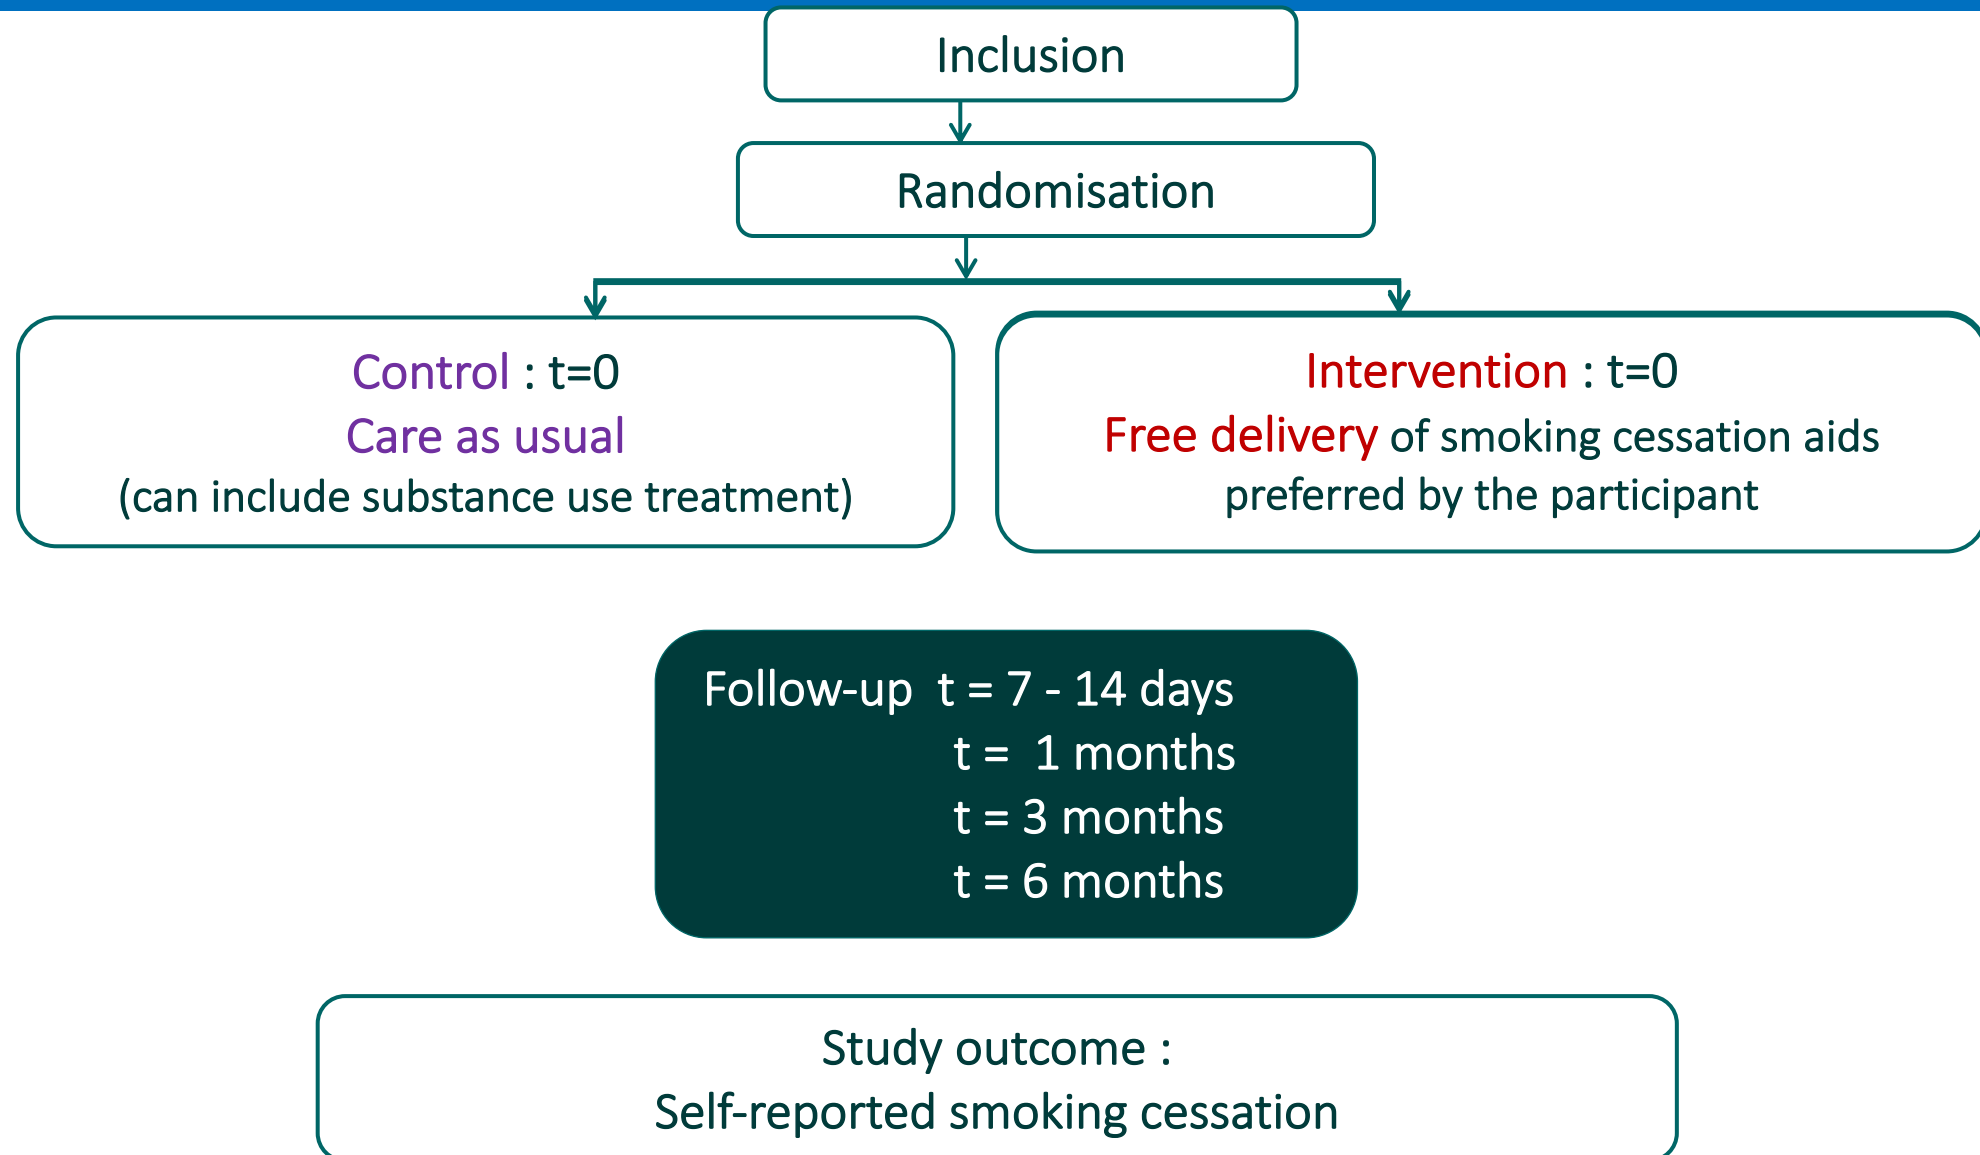 Inclusion
Randomisation
Control : t=0
Care as usual
(can include substance use treatment)
Intervention : t=0
Free delivery of smoking cessation aids
preferred by the participant
Follow-up t = 7 - 14 days
t = 1 months
t = 3 months
t = 6 months
Study outcome :
Self-reported smoking cessation